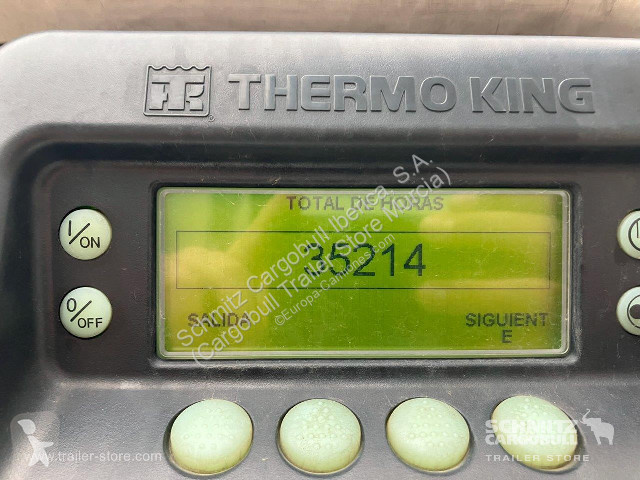 TK
THERMO KING
TOTAL DE HORAS
35214
SALIDA
SIGUIENT
E
I/ON
O/OFF
Schmitz Cargobull Iberica, S.A.
(Cargobull Trailer Store Murcia)
©Europa-Camiones.com
www.trailer-store.com
SCHMITZ
CARGOBULL
TRAILER STORE